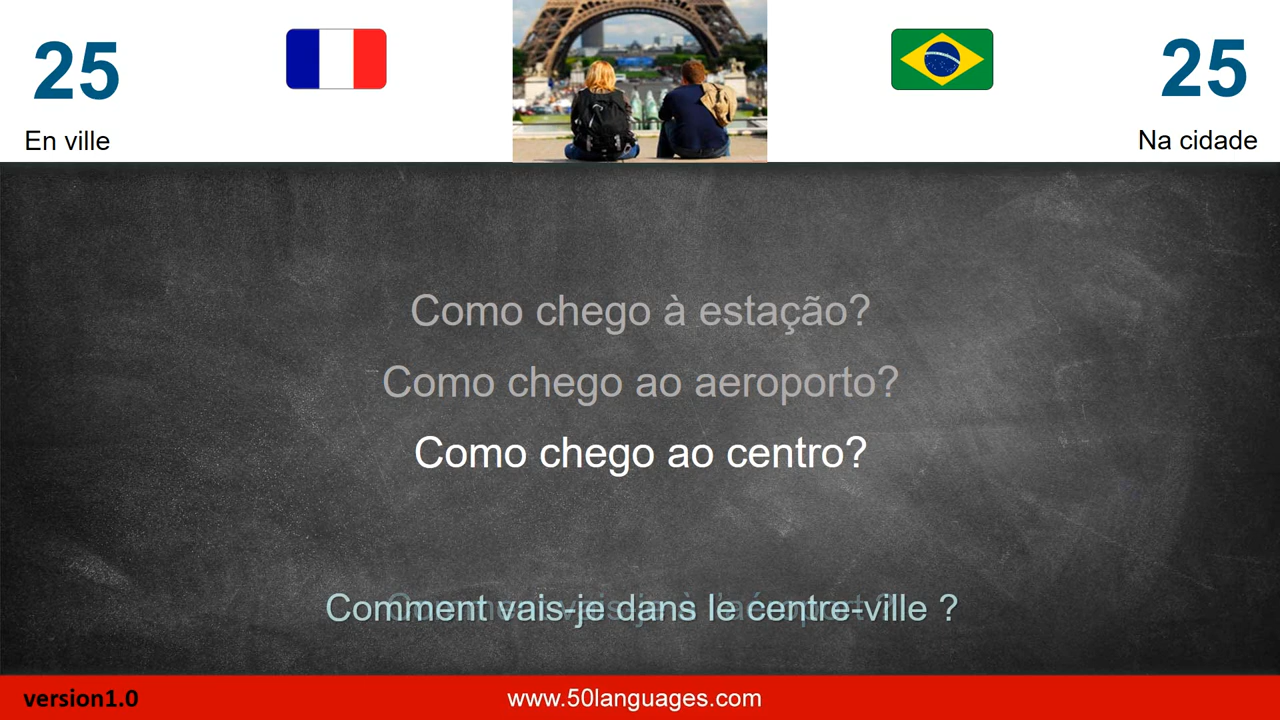 25
25
En ville
Na cidade
Como chego à estação?
Como chego ao aeroporto?
Como chego ao centro?
Comment vais-je dans le centre-ville ?
version1.0
www.50languages.com